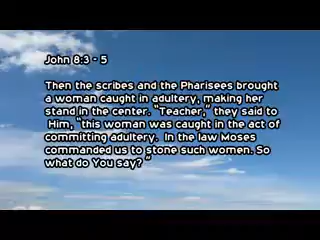 John 8:3 - 5
Then the scribes and the Pharisees brought
a woman caught in adultery, making her
stand in the center. "Teacher," they said to
Him, "this woman was caught in the act of
committing adultery. In the law Moses
commanded us to stone such women. So
what do You say? "